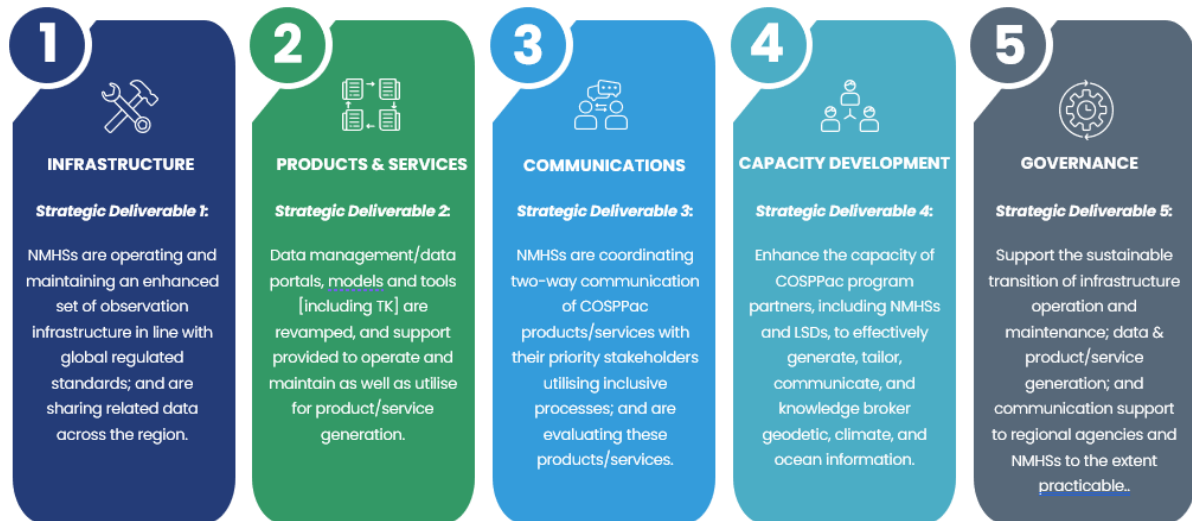 1
INFRASTRUCTURE
Strategic Deliverable 1:
NMHSs are operating and
maintaining an enhanced
set of observation
infrastructure in line with
global regulated
standards; and are
sharing related data
across the region.
2
PRODUCTS & SERVICES
Strategic Deliverable 2:
Data management/data
portals, models and tools
[including TK] are
revamped, and support
provided to operate and
maintain as well as utilise
for product/service
generation.
3
COMMUNICATIONS
Strategic Deliverable 3:
NMHSs are coordinating
two-way communication
of COSPPac
products/services with
their priority stakeholders
utilising inclusive
processes; and are
evaluating these
products/services.
4
CAPACITY DEVELOPMENT
Strategic Deliverable 4:
Enhance the capacity of
COSPPac program
partners, including NMHSs
and LSDs, to effectively
generate, tailor,
communicate, and
knowledge broker
geodetic, climate, and
ocean information.
5
GOVERNANCE
Strategic Deliverable 5:
Support the sustainable
transition of infrastructure
operation and
maintenance; data &
product/service
generation; and
communication support
to regional agencies and
NMHSs to the extent
practicable..